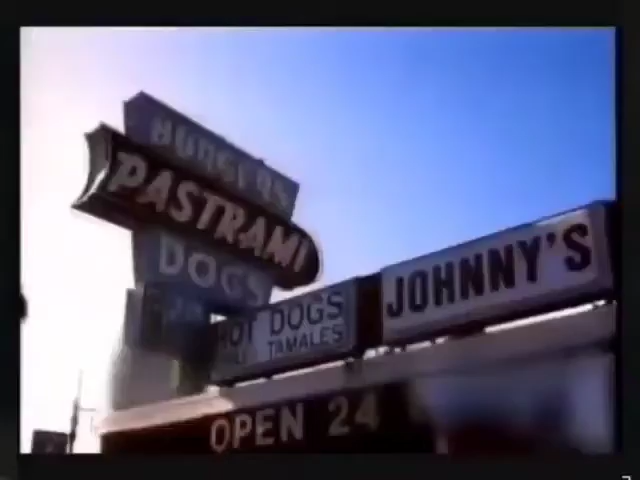 BURGERS
PASTRAMI
DOGS
HOT DOGS
TAMALES
JOHNNY'S
OPEN 24